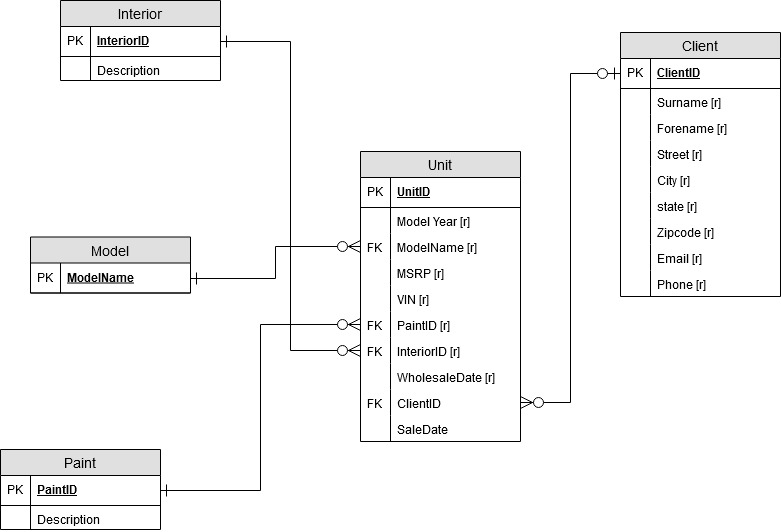 Interior
PK InteriorID
Description
Client
PK ClientID
Surname [r]
Forename [r]
Street [r]
City [r]
state [r]
Zipcode [r]
Email [r]
Phone [r]
Unit
PK UnitID
Model Year [r]
FK ModelName [r]
MSRP [r]
VIN [r]
FK PaintID [r]
FK InteriorID [r]
WholesaleDate [r]
FK ClientID
SaleDate
Model
PK ModelName
Paint
PK PaintID
Description